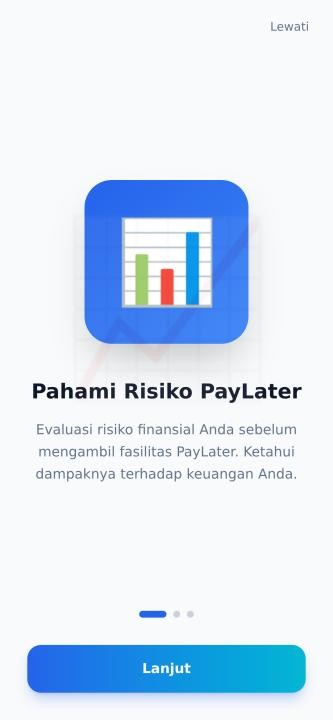 Lewati
Pahami Risiko PayLater
Evaluasi risiko finansial Anda sebelum
mengambil fasilitas PayLater. Ketahui
dampaknya terhadap keuangan Anda.
Lanjut